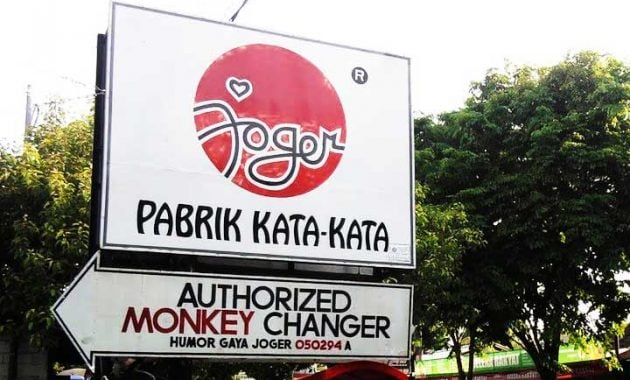 Joger
®
PABRIK KATA-KATA
AUTHORIZED
MONKEY CHANGER
HUMOR GAYA JOGER 050294 A